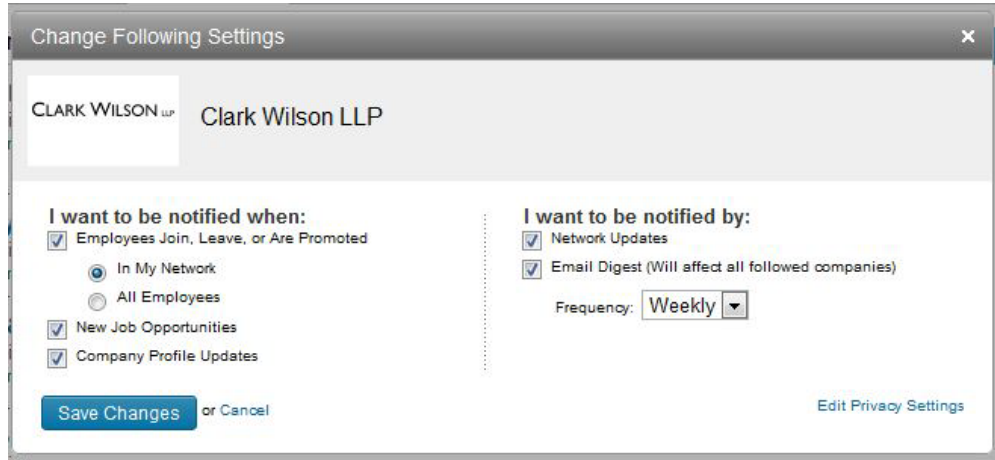 Change Following Settings ×
CLARK WILSON LLP
Clark Wilson LLP
I want to be notified when:
Employees Join, Leave, or Are Promoted
In My Network
All Employees
New Job Opportunities
Company Profile Updates
I want to be notified by:
Network Updates
Email Digest (Will affect all followed companies)
Frequency: Weekly
Save Changes or Cancel
Edit Privacy Settings